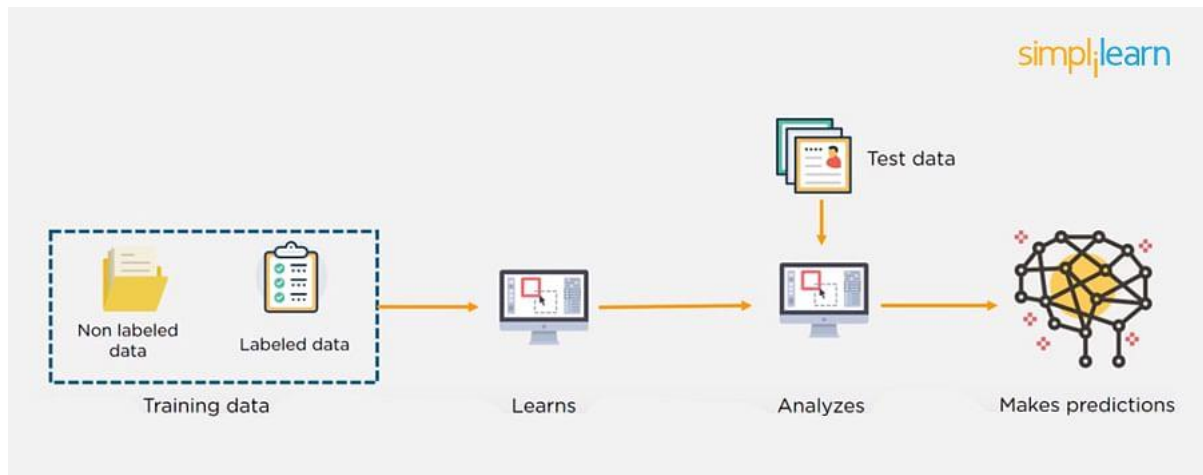 simplilearn
Test data
Non labeled
data
Labeled data
Training data
Learns
Analyzes
Makes predictions